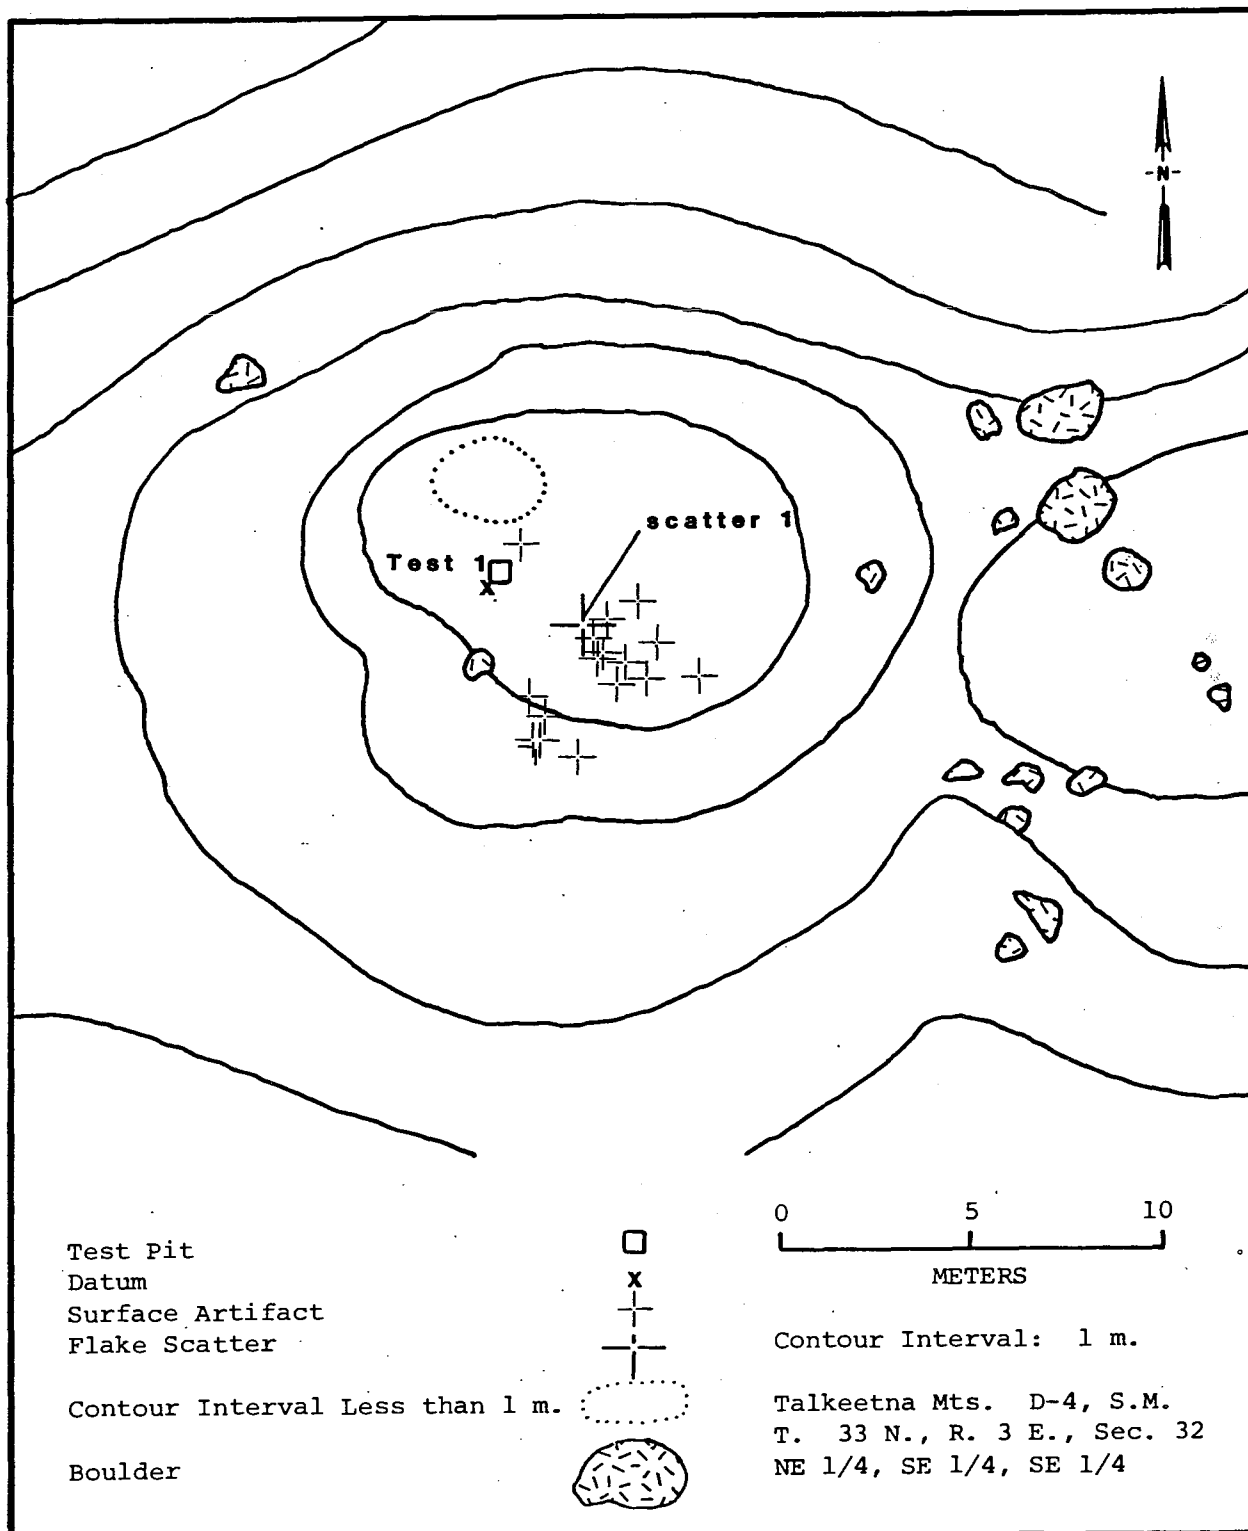 -N-
scatter 1
Test 1
x
0 5 10
METERS
Test Pit
Datum x
Surface Artifact
Flake Scatter
Contour Interval: 1 m.
Contour Interval Less than 1 m.
Talkeetna Mts. D-4, S.M.
T. 33 N., R. 3 E., Sec. 32
NE 1/4, SE 1/4, SE 1/4
Boulder